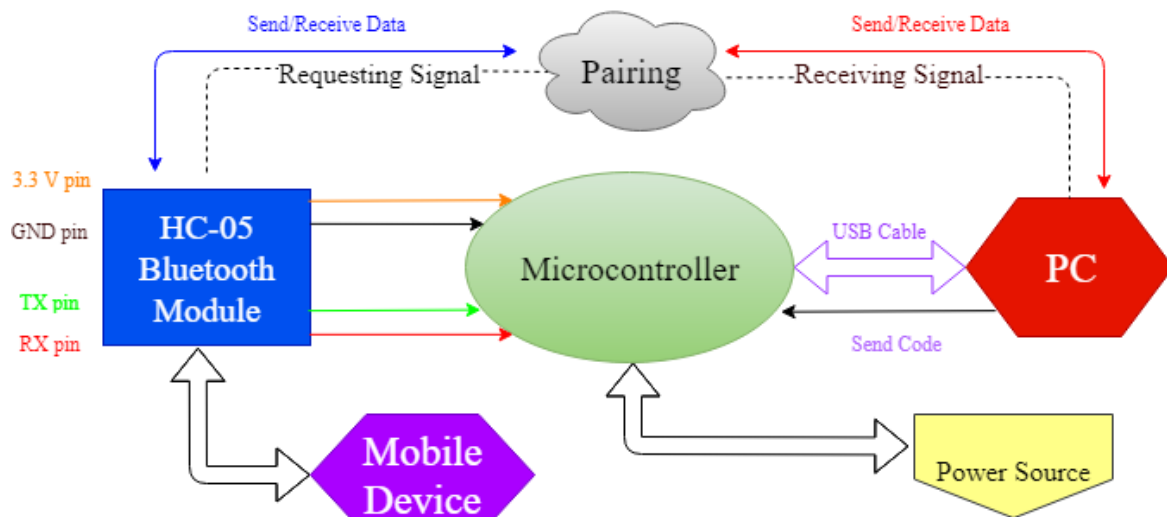 Send/Receive Data
Send/Receive Data
Requesting Signal
Pairing
Receiving Signal
3.3 V pin
GND pin
TX pin
RX pin
HC-05
Bluetooth
Module
Microcontroller
USB Cable
PC
Send Code
Mobile
Device
Power Source